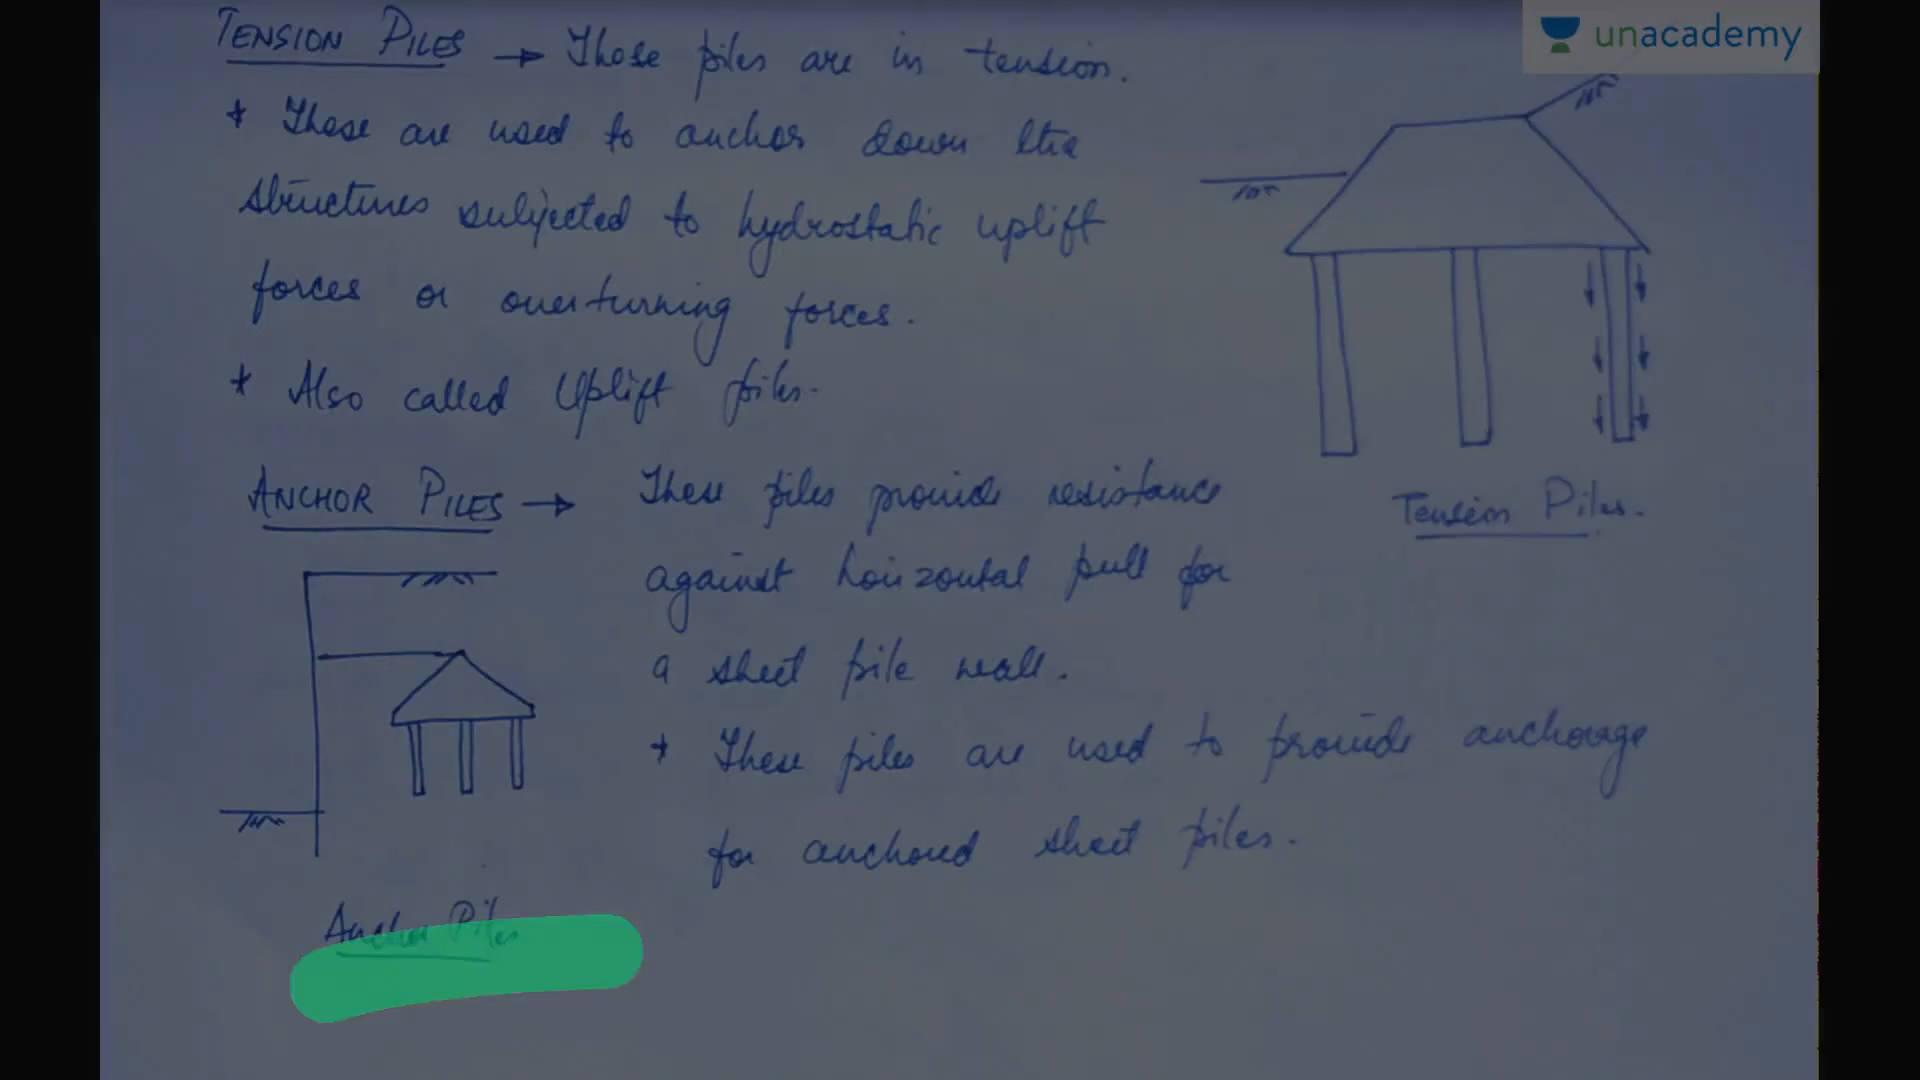 unacademy
TENSION PILES → These piles are in tension.
* These are used to anchor down the
structures subjected to hydrostatic uplift
forces or overturning forces.
* Also called Uplift piles.
Tension Piles.
ANCHOR PILES → These piles provide resistance
against horizontal pull for
a sheet pile wall.
* These piles are used to provide anchorage
for anchored sheet piles.
Anchor Piles